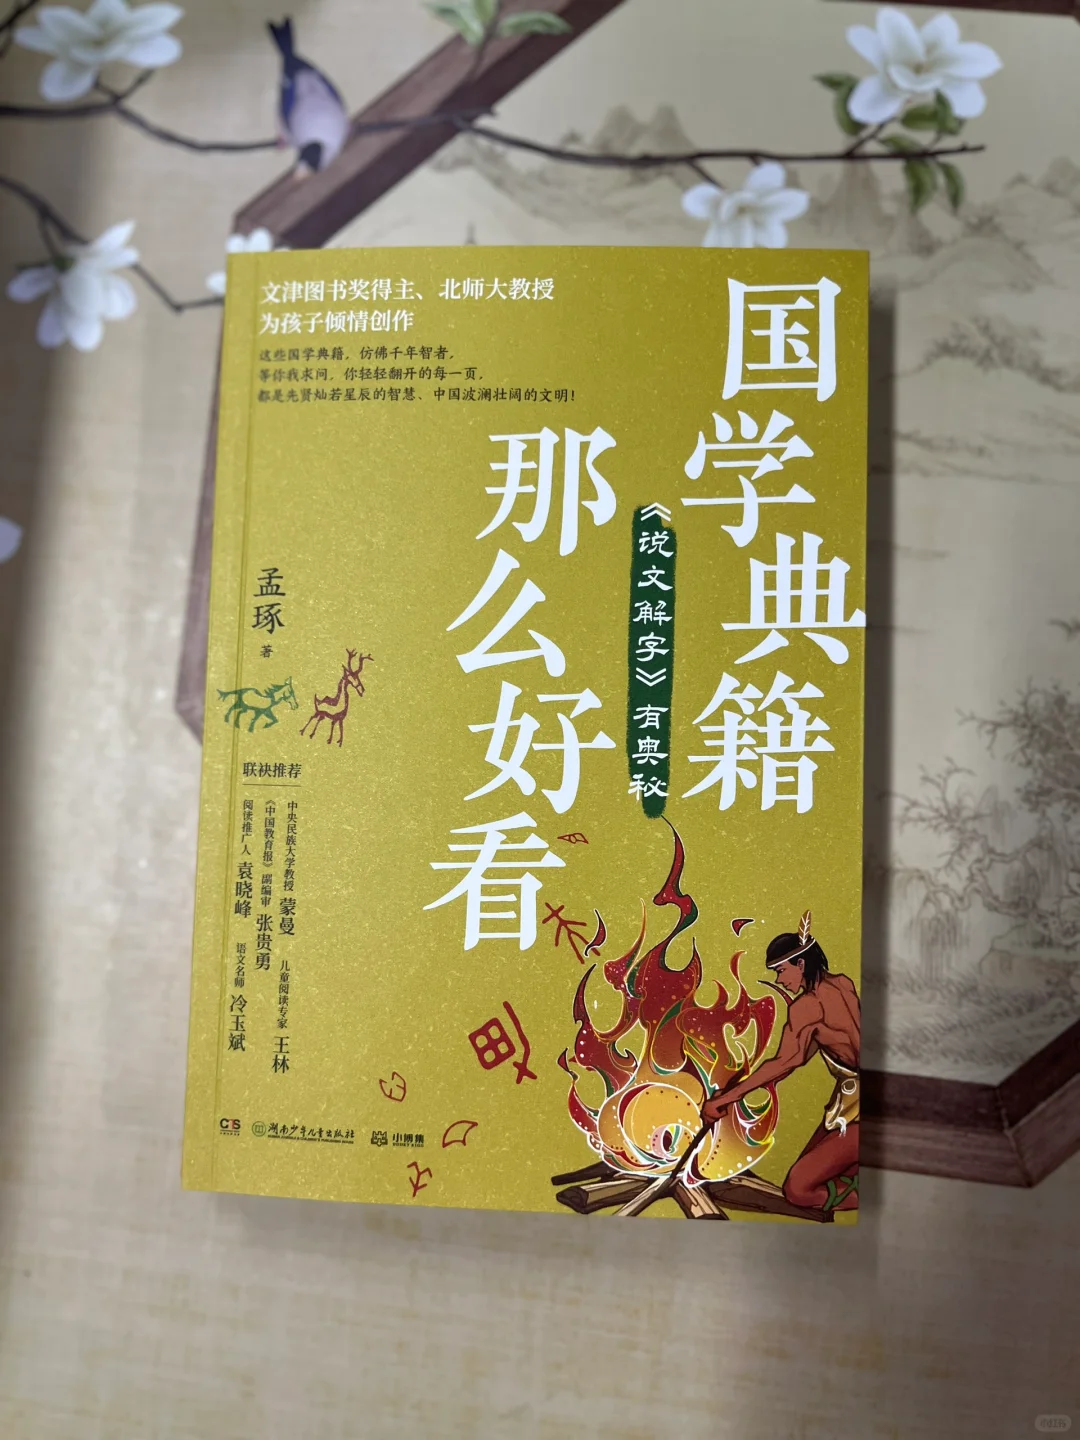 文津图书奖得主、北师大教授
为孩子倾情创作
这些国学典籍，仿佛千年智者，
等你我求问，你轻轻翻开的每一页，
都是先贤灿若星辰的智慧、中国波澜壮阔的文明！
国学典籍
《说文解字》有奥秘
那么好看
孟琢
著
联袂推荐
中央民族大学教授 蒙曼 儿童阅读专家 王林
《中国教育报》副编审 张贵勇
阅读推广人 袁晓峰 语文名师 冷玉斌
湖南少年儿童出版社
小博集